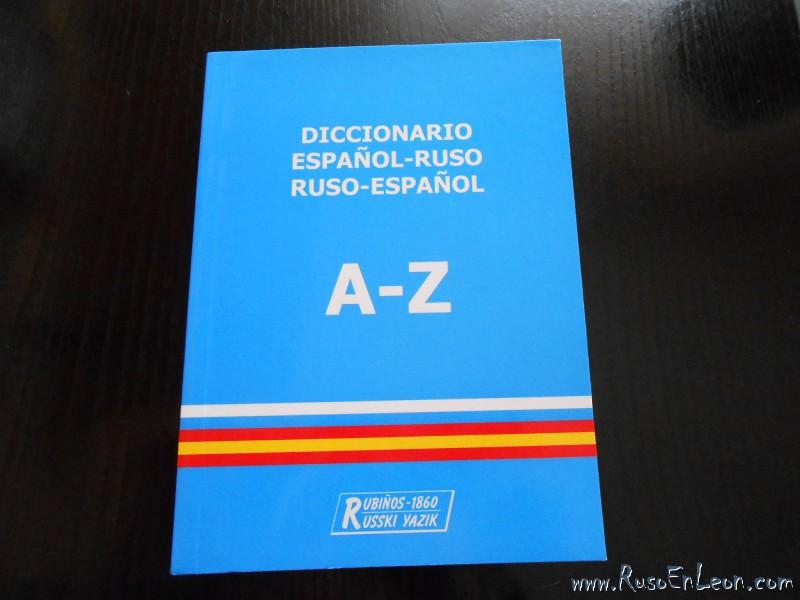 DICCIONARIO
ESPAÑOL-RUSO
RUSO-ESPAÑOL
A-Z
RUBIÑOS-1860
RUSSKI YAZIK
www.RusoEnLeon.com